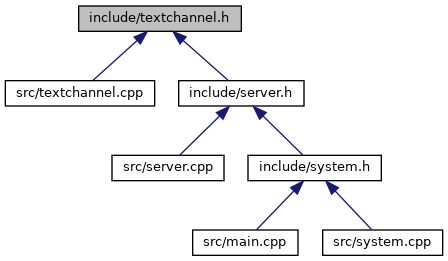 include/textchannel.h
src/textchannel.cpp
include/server.h
src/server.cpp
include/system.h
src/main.cpp
src/system.cpp